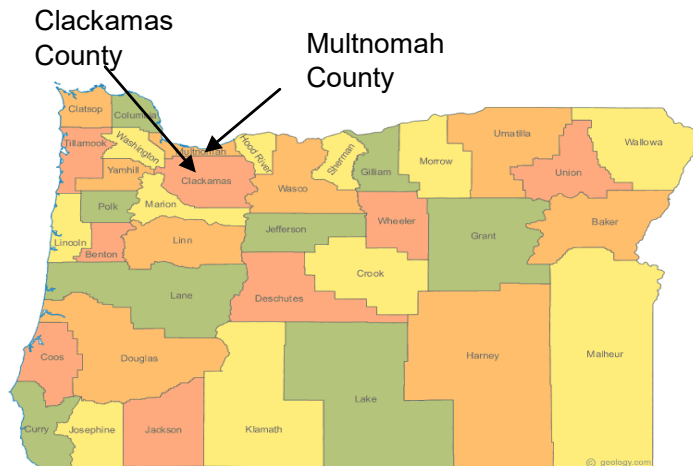 Clackamas
County
Multnomah
County
Clatsop
Columbia
Tillamook
Washington
Multnomah
Hood River
Umatilla
Wallowa
Yamhill
Clackamas
Wasco
Sherman
Gilliam
Morrow
Union
Polk
Marion
Lincoln
Benton
Linn
Jefferson
Wheeler
Grant
Baker
Crook
Lane
Deschutes
Coos
Douglas
Harney
Malheur
Lake
Curry
Josephine
Jackson
Klamath
© geology.com